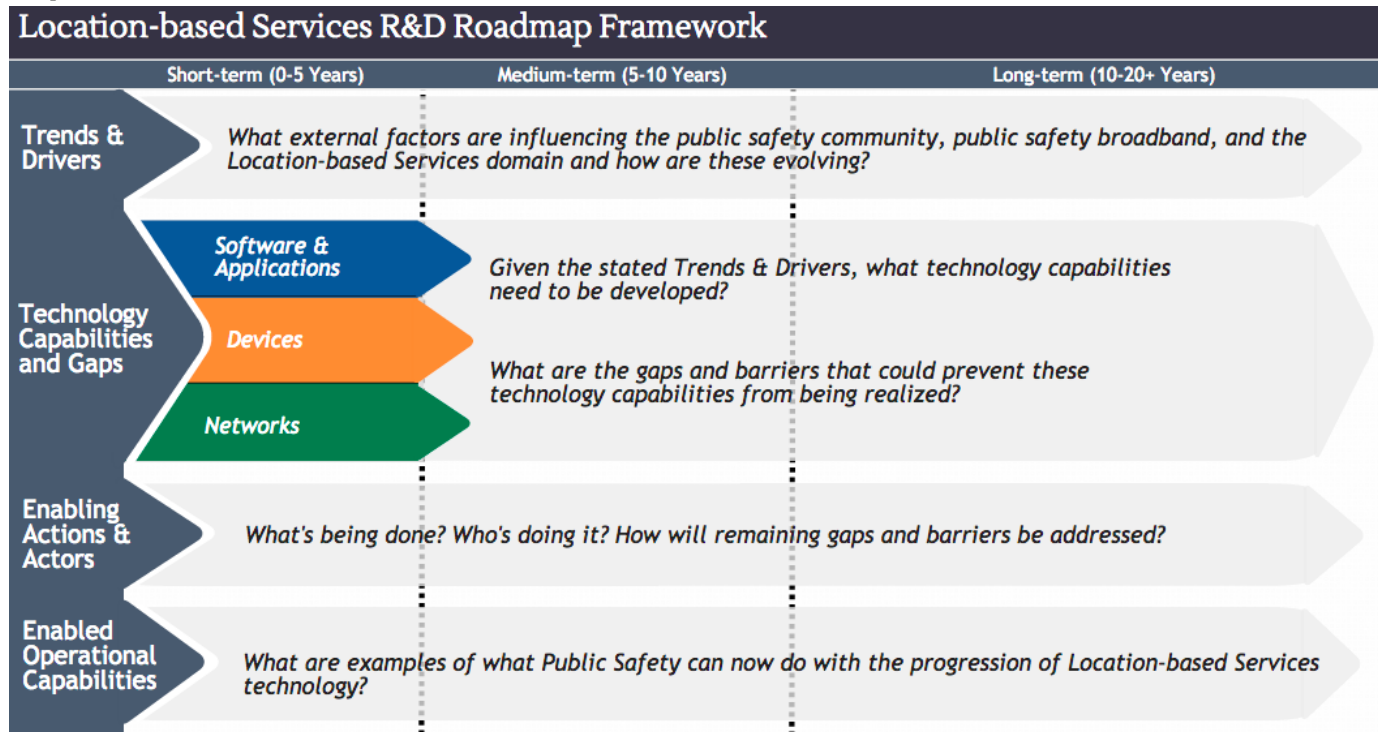 Location-based Services R&D Roadmap Framework
Short-term (0-5 Years)
Medium-term (5-10 Years)
Long-term (10-20+ Years)
Trends &
Drivers
What external factors are influencing the public safety community, public safety broadband, and the
Location-based Services domain and how are these evolving?
Technology
Capabilities
and Gaps
Software &
Applications
Devices
Networks
Given the stated Trends & Drivers, what technology capabilities
need to be developed?
What are the gaps and barriers that could prevent these
technology capabilities from being realized?
Enabling
Actions &
Actors
What's being done? Who's doing it? How will remaining gaps and barriers be addressed?
Enabled
Operational
Capabilities
What are examples of what Public Safety can now do with the progression of Location-based Services
technology?